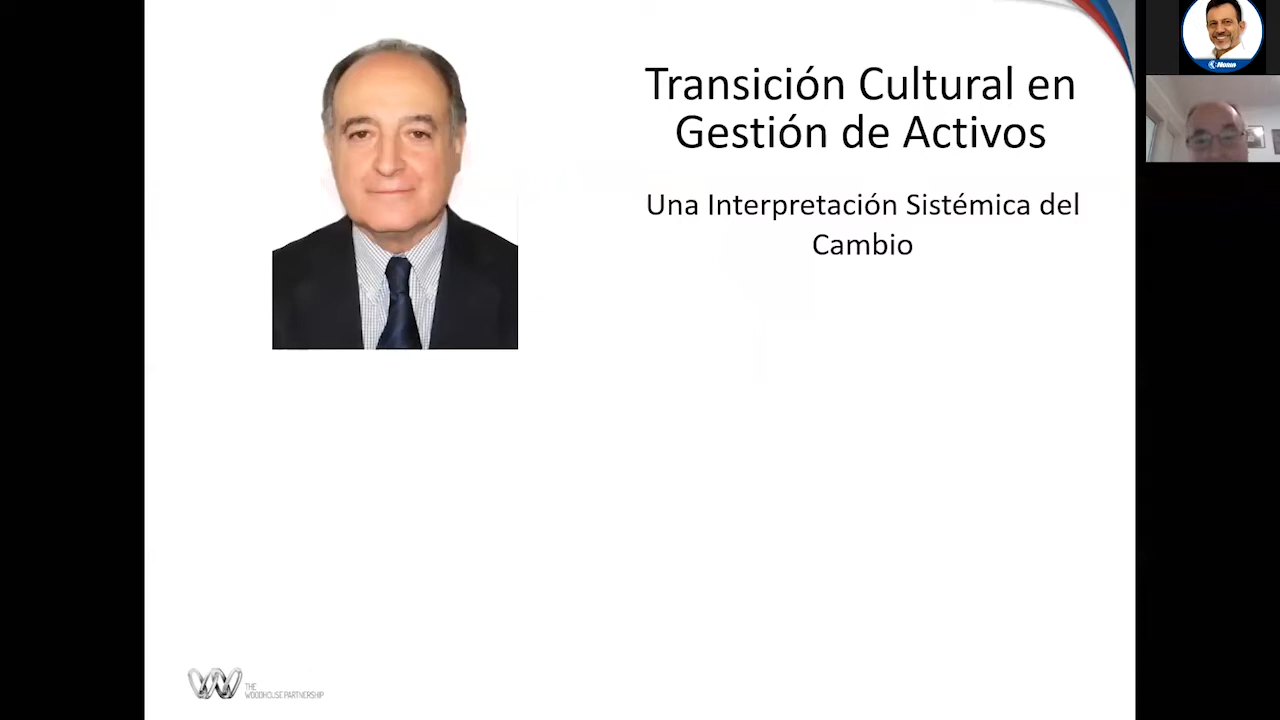 Transición Cultural en
Gestión de Activos
Una Interpretación Sistémica del
Cambio
THE
WOODHOUSE PARTNERSHIP